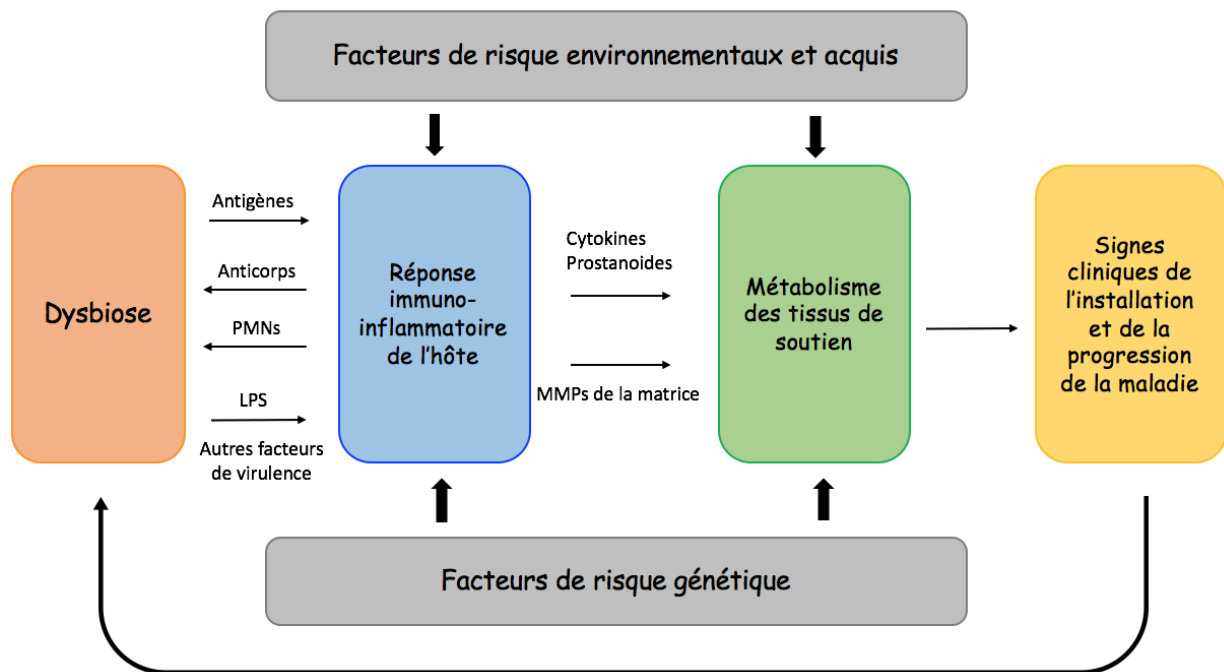 Facteurs de risque environnementaux et acquis
Dysbiose
Antigènes
Anticorps
PMNs
LPS
Autres facteurs
de virulence
Réponse
immuno-
inflammatoire
de l'hôte
Cytokines
Prostanoides
MMPs de la matrice
Métabolisme
des tissus de
soutien
Signes
cliniques de
l'installation
et de la
progression
de la maladie
Facteurs de risque génétique